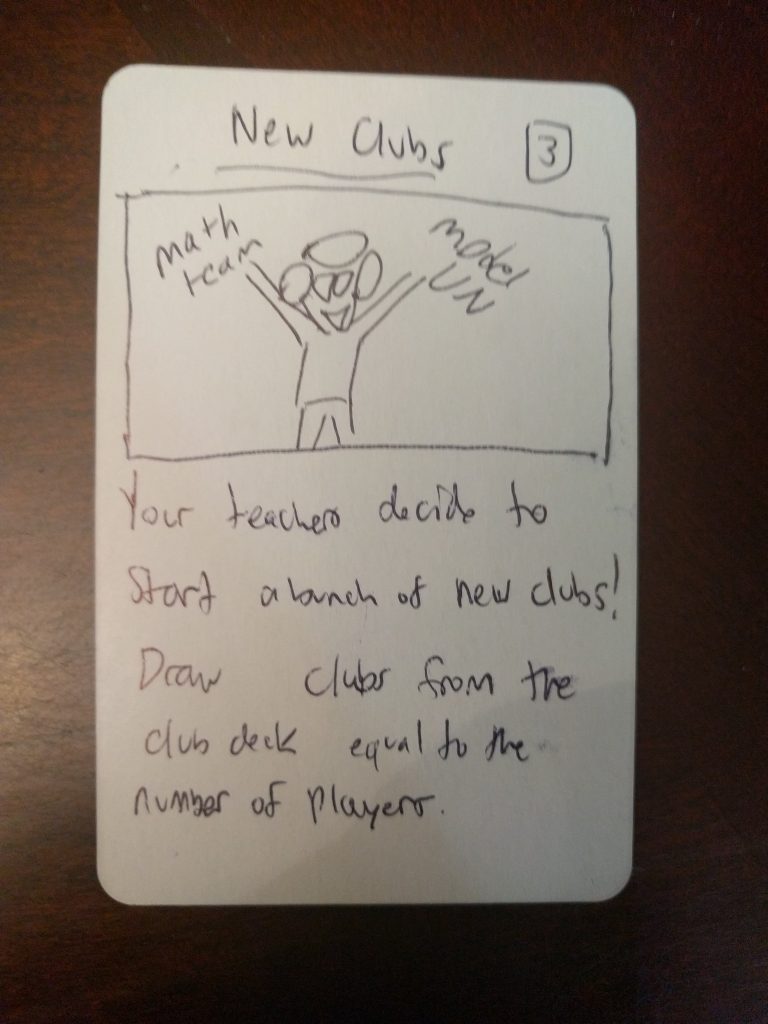 New Clubs 3
math
team
model
UN
Your teachers decide to
Start a bunch of new clubs!
Draw clubs from the
club deck equal to the
number of players.